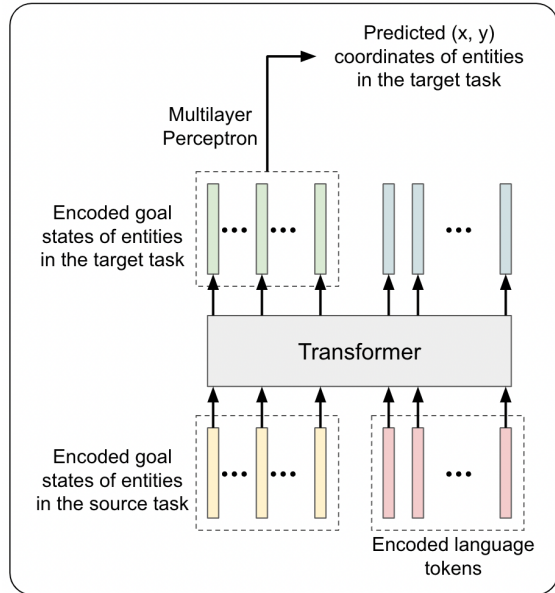 Predicted (x, y)
coordinates of entities
in the target task
Multilayer
Perceptron
Encoded goal
states of entities
in the target task
Transformer
Encoded goal
states of entities
in the source task
Encoded language
tokens